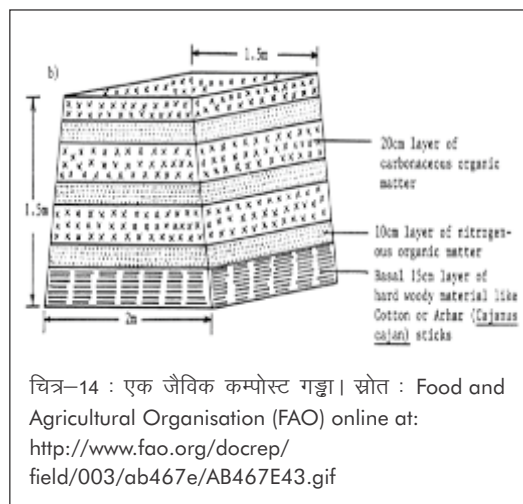 1.5m
b)
1.5m
2m
20cm layer of
carbonaceous organic
matter
10cm layer of nitrogen-
ous organic matter
Basal 15cm layer of
hard woody material like
Cotton or Arhar (Cajanus
cajan) sticks
चित्र–14 : एक जैविक कम्पोस्ट गड्ढा। स्रोत : Food and
Agricultural Organisation (FAO) online at:
http://www.fao.org/docrep/
field/003/ab467e/AB467E43.gif